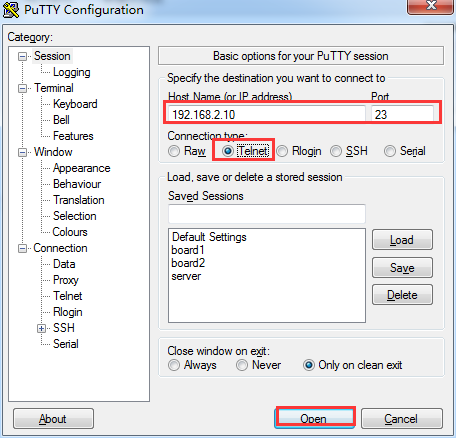 PuTTY Configuration
Category:
Session
Logging
Terminal
Keyboard
Bell
Features
Window
Appearance
Behaviour
Translation
Selection
Colours
Connection
Data
Proxy
Telnet
Rlogin
SSH
Serial
Basic options for your PuTTY session
Specify the destination you want to connect to
Host Name (or IP address) Port
192.168.2.10 23
Connection type:
Raw Telnet Rlogin SSH Serial
Load, save or delete a stored session
Saved Sessions
Default Settings
board1
board2
server
Load
Save
Delete
Close window on exit:
Always Never Only on clean exit
About Open Cancel